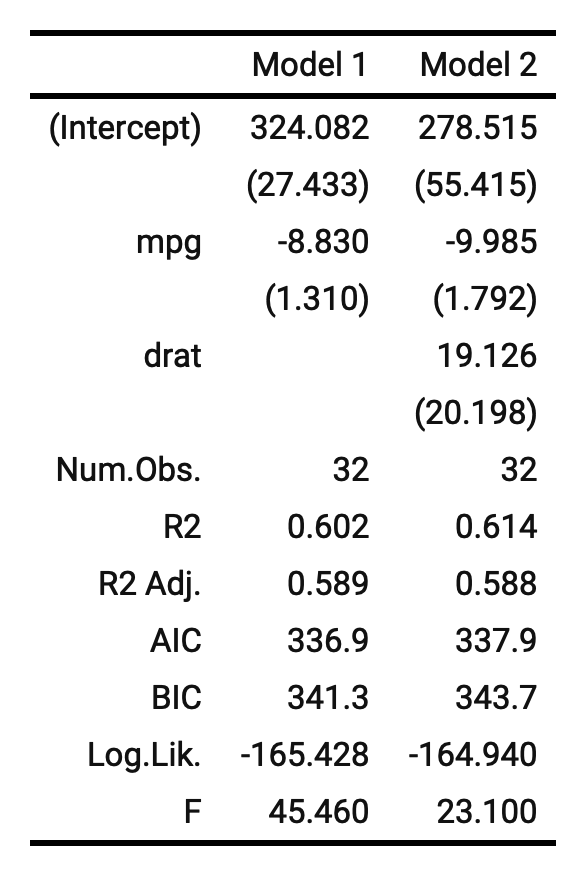 Model 1 Model 2
(Intercept) 324.082 278.515
(27.433) (55.415)
mpg -8.830 -9.985
(1.310) (1.792)
drat 19.126
(20.198)
Num.Obs. 32 32
R2 0.602 0.614
R2 Adj. 0.589 0.588
AIC 336.9 337.9
BIC 341.3 343.7
Log.Lik. -165.428 -164.940
F 45.460 23.100